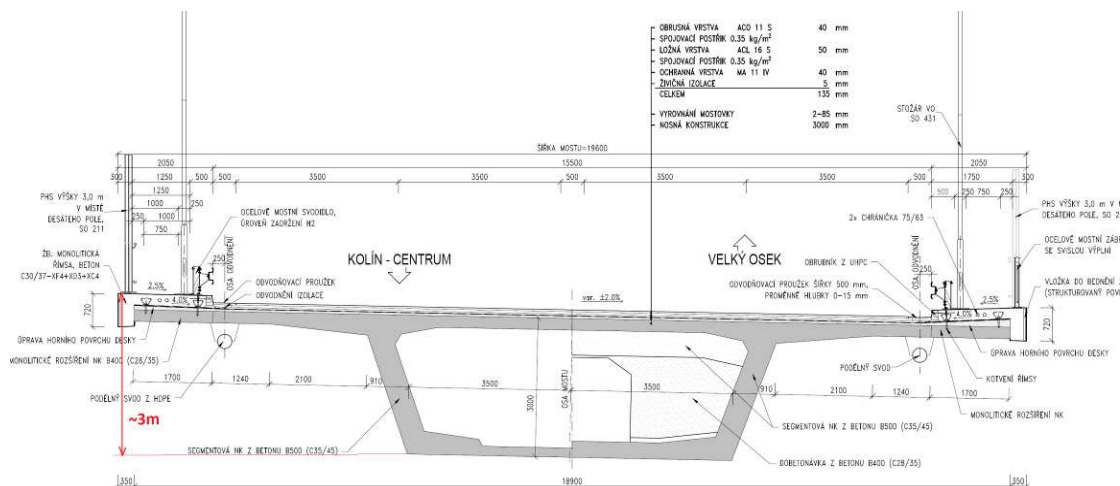 OBRUSNÁ VRSTVA ACO 11 S 40 mm
SPOJOVACÍ POSTŘIK 0.35 kg/m²
LOŽNÁ VRSTVA ACL 16 S 50 mm
SPOJOVACÍ POSTŘIK 0.35 kg/m²
OCHRANNÁ VRSTVA MA 11 IV 40 mm
ŽIVIČNÁ IZOLACE 5 mm
CELKEM 135 mm
VYROVNÁNÍ MOSTOVKY 2-85 mm
NOSNÁ KONSTRUKCE 3000 mm
STOŽÁR VO
SO 431
ŠÍŘKA MOSTU=19600
2050 15500 2050
300 1250 500 500 3500 3500 500 3500 3500 500 500 1750 300
1250
1000 250
250 1000
750
500 250 750 250
PHS VÝŠKY 3,0 m
V MÍSTĚ
DESÁTÉHO POLE,
SO 211
OCELOVÉ MOSTNÍ SVODIDLO,
ÚROVEŇ ZADRŽENÍ H2
2x CHRÁNIČKA 75/63
PHS VÝŠKY 3,0 m V
DESÁTÉHO POLE, SO 2
ŽB. MONOLITICKÁ
ŘÍMSA, BETON
C30/37-XF4+XD3+XC4
250
OSA ODVODNĚNÍ
KOLÍN - CENTRUM
VELKÝ OSEK
OBRUBNÍK Z UHPC
250
OSA ODVODNĚNÍ
OCELOVÉ MOSTNÍ ZÁB
SE SVISLOU VÝPLNÍ
ODVODŇOVACÍ PROUŽEK
ODVODNĚNÍ IZOLACE
ODVODŇOVACÍ PROUŽEK ŠÍŘKY 500 mm,
PROMĚNNÉ HLUBKY 0-15 mm
VLOŽKA DO BEDNĚNÍ
(STRUKTUROVANÝ POV
2,5%
4,0%
var. ±2.0%
4,0%
2,5%
720
720
ÚPRAVA HORNÍHO POVRCHU DESKY
MONOLITICKÉ ROZŠÍŘENÍ NK B400 (C28/35)
ÚPRAVA HORNÍHO POVRCHU DESKY
PODÉLNÝ SVOD
KOTVENÍ ŘÍMSY
1700 1240 2100 910 3500 3500 910 2100 1240 1700
OSA MOSTU
3000
PODÉLNÝ SVOD Z HDPE
MONOLITICKÉ ROZŠÍŘENÍ NK
~3m
SEGMENTOVÁ NK Z BETONU B500 (C35/45)
SEGMENTOVÁ NK Z BETONU B500 (C35/45)
DOBETONÁVKA Z BETONU B400 (C28/35)
350 18900 350